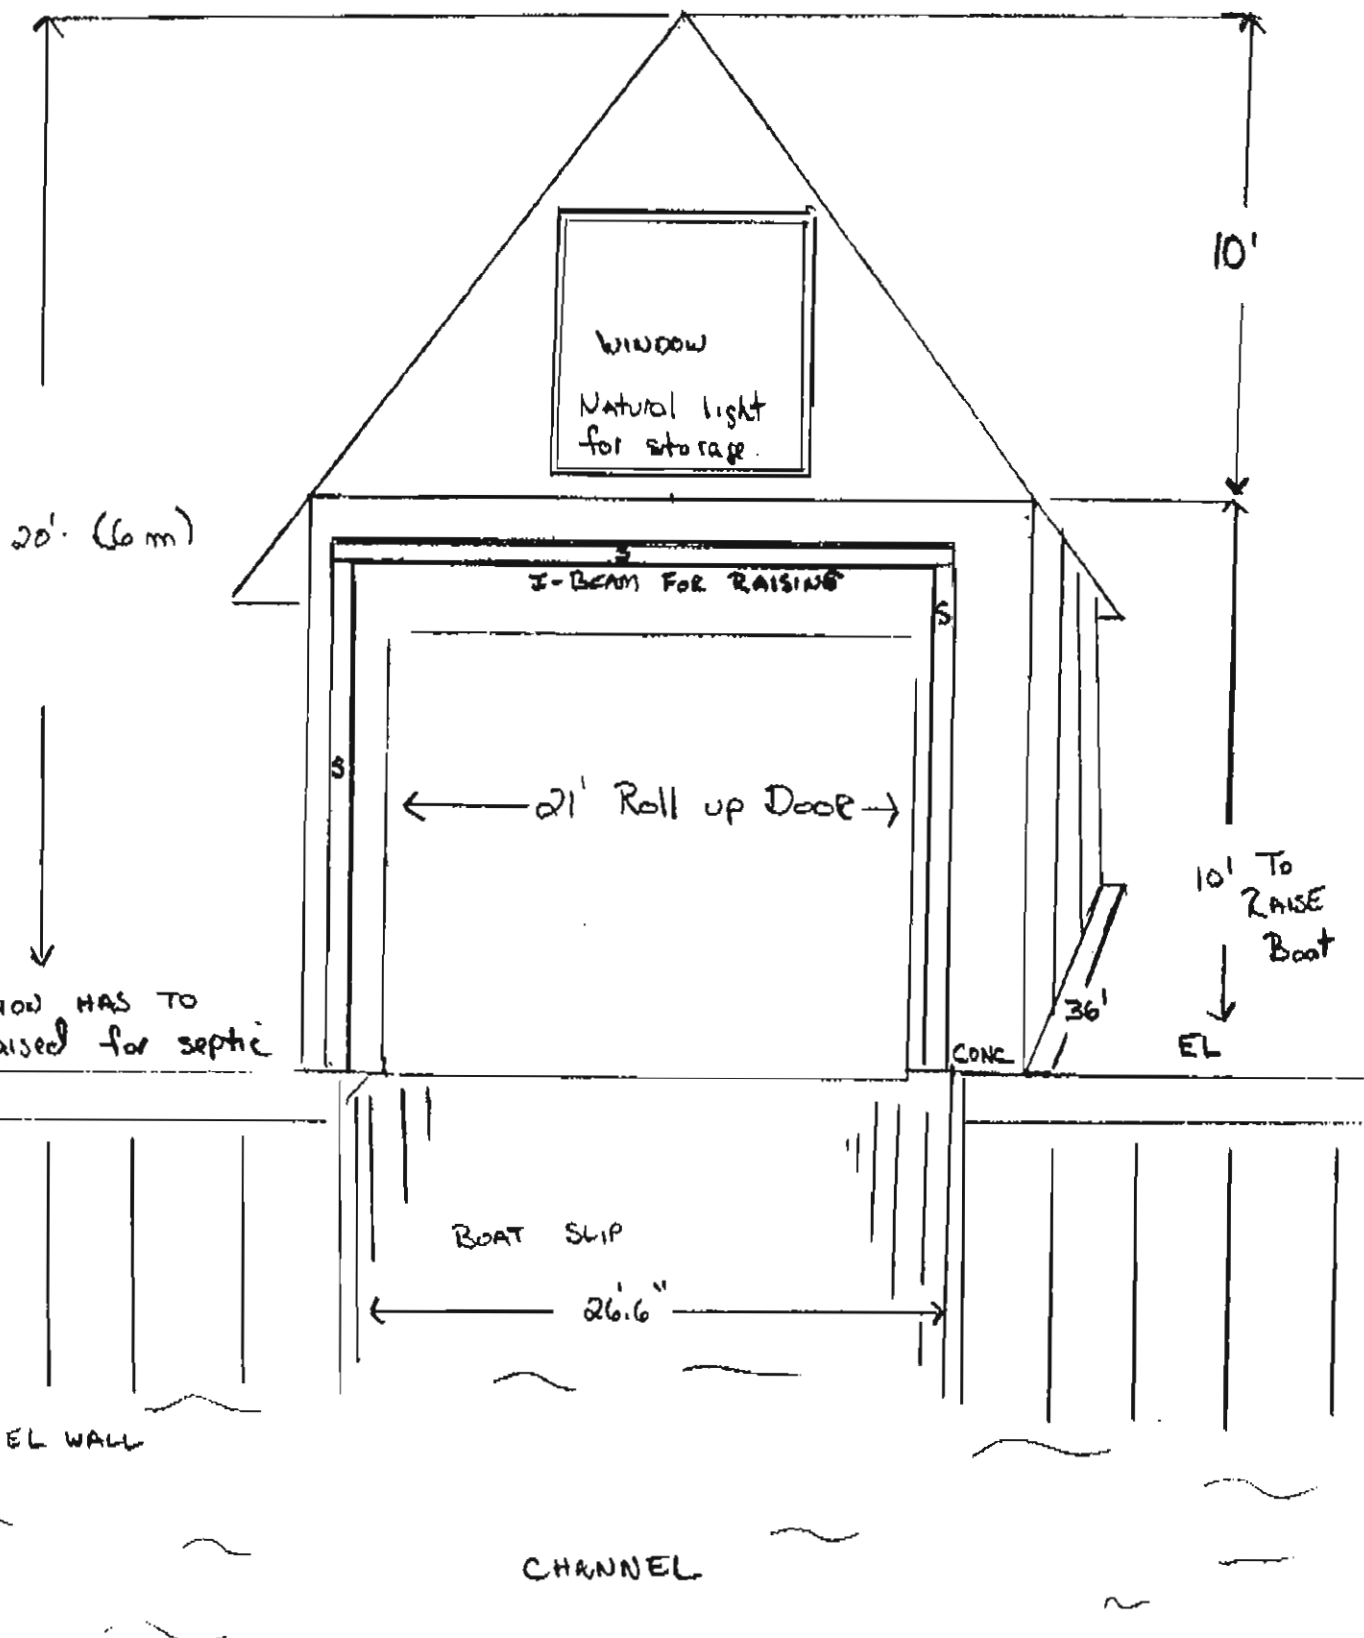 10'
WINDOW
Natural light
for storage.
20'. (6 m)
S
I-BEAM FOR RAISING
S
S
21' Roll up Door
10' To
RAISE
Boat
HAS TO
for septic
36'
CONC
EL
BOAT SLIP
26'.6"
EL WALL
CHANNEL